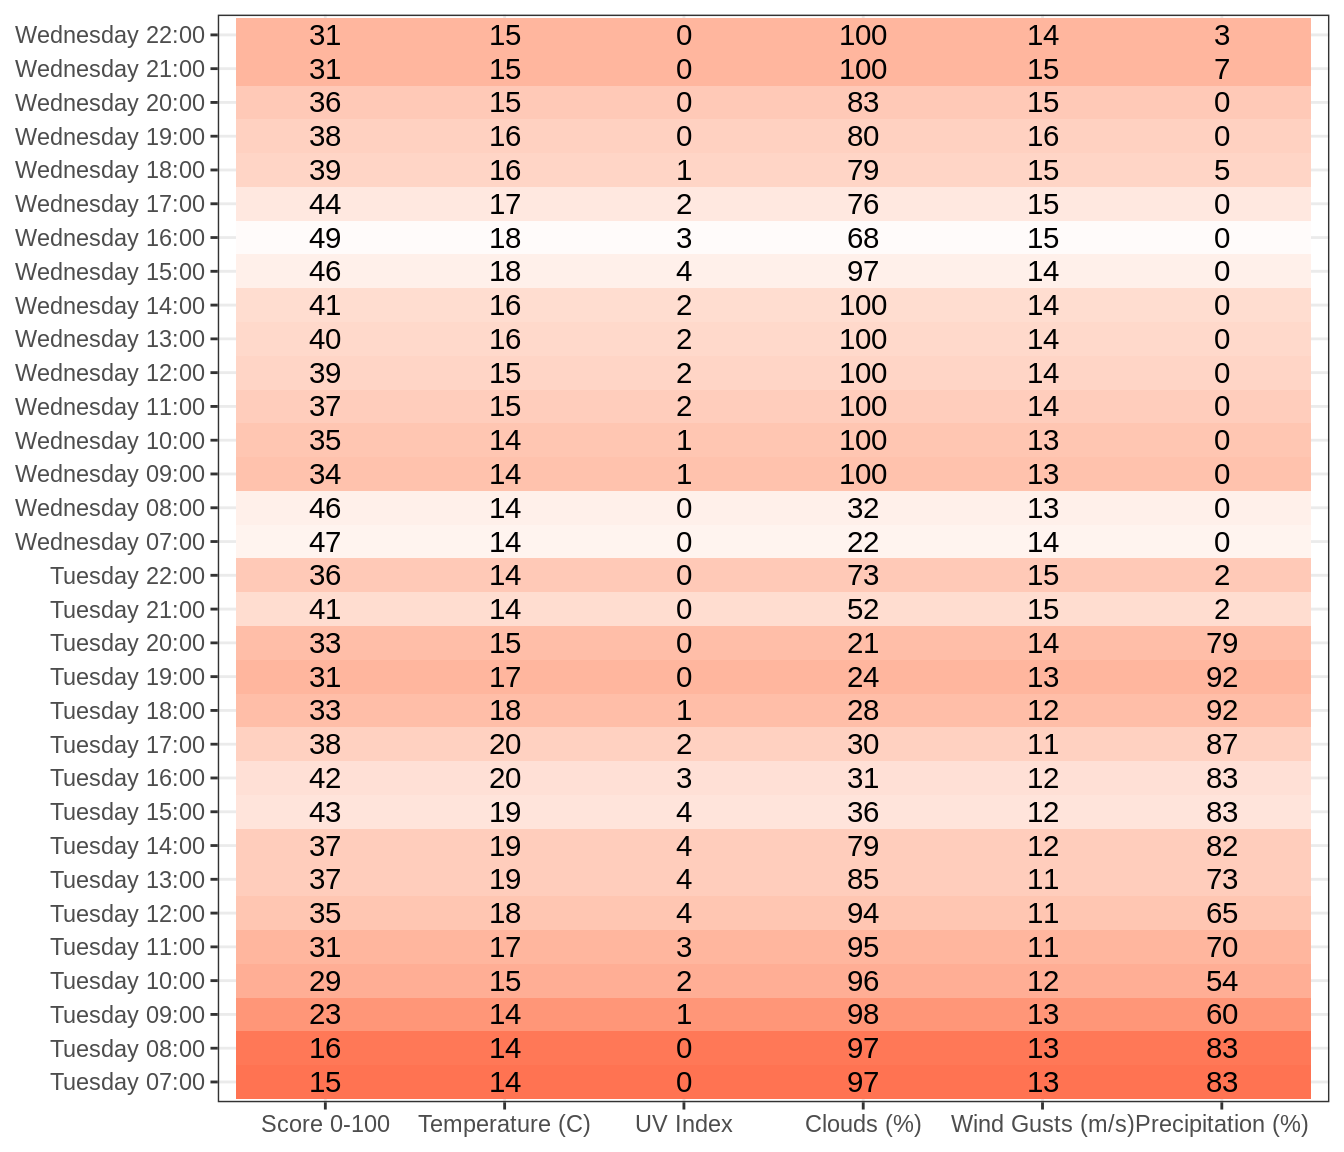 Wednesday 22:00 31 15 0 100 14 3
Wednesday 21:00 31 15 0 100 15 7
Wednesday 20:00 36 15 0 83 15 0
Wednesday 19:00 38 16 0 80 16 0
Wednesday 18:00 39 16 1 79 15 5
Wednesday 17:00 44 17 2 76 15 0
Wednesday 16:00 49 18 3 68 15 0
Wednesday 15:00 46 18 4 97 14 0
Wednesday 14:00 41 16 2 100 14 0
Wednesday 13:00 40 16 2 100 14 0
Wednesday 12:00 39 15 2 100 14 0
Wednesday 11:00 37 15 2 100 14 0
Wednesday 10:00 35 14 1 100 13 0
Wednesday 09:00 34 14 1 100 13 0
Wednesday 08:00 46 14 0 32 13 0
Wednesday 07:00 47 14 0 22 14 0
Tuesday 22:00 36 14 0 73 15 2
Tuesday 21:00 41 14 0 52 15 2
Tuesday 20:00 33 15 0 21 14 79
Tuesday 19:00 31 17 0 24 13 92
Tuesday 18:00 33 18 1 28 12 92
Tuesday 17:00 38 20 2 30 11 87
Tuesday 16:00 42 20 3 31 12 83
Tuesday 15:00 43 19 4 36 12 83
Tuesday 14:00 37 19 4 79 12 82
Tuesday 13:00 37 19 4 85 11 73
Tuesday 12:00 35 18 4 94 11 65
Tuesday 11:00 31 17 3 95 11 70
Tuesday 10:00 29 15 2 96 12 54
Tuesday 09:00 23 14 1 98 13 60
Tuesday 08:00 16 14 0 97 13 83
Tuesday 07:00 15 14 0 97 13 83
Score 0-100 Temperature (C) UV Index Clouds (%) Wind Gusts (m/s) Precipitation (%)